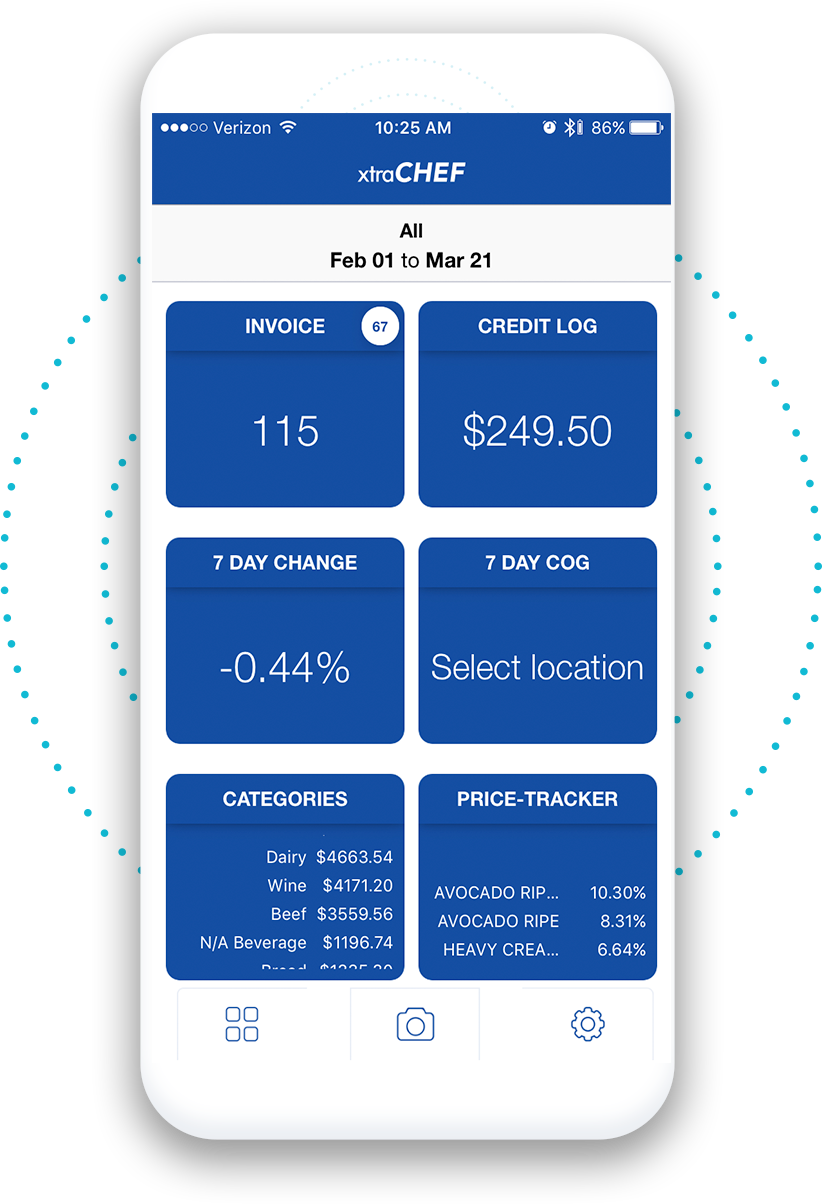 Verizon 10:25 AM 86%
xtraCHEF
All
Feb 01 to Mar 21
INVOICE 67
115
CREDIT LOG
$249.50
7 DAY CHANGE
-0.44%
7 DAY COG
Select location
CATEGORIES
Dairy $4663.54
Wine $4171.20
Beef $3559.56
N/A Beverage $1196.74
PRICE-TRACKER
AVOCADO RIP... 10.30%
AVOCADO RIPE 8.31%
HEAVY CREA... 6.64%